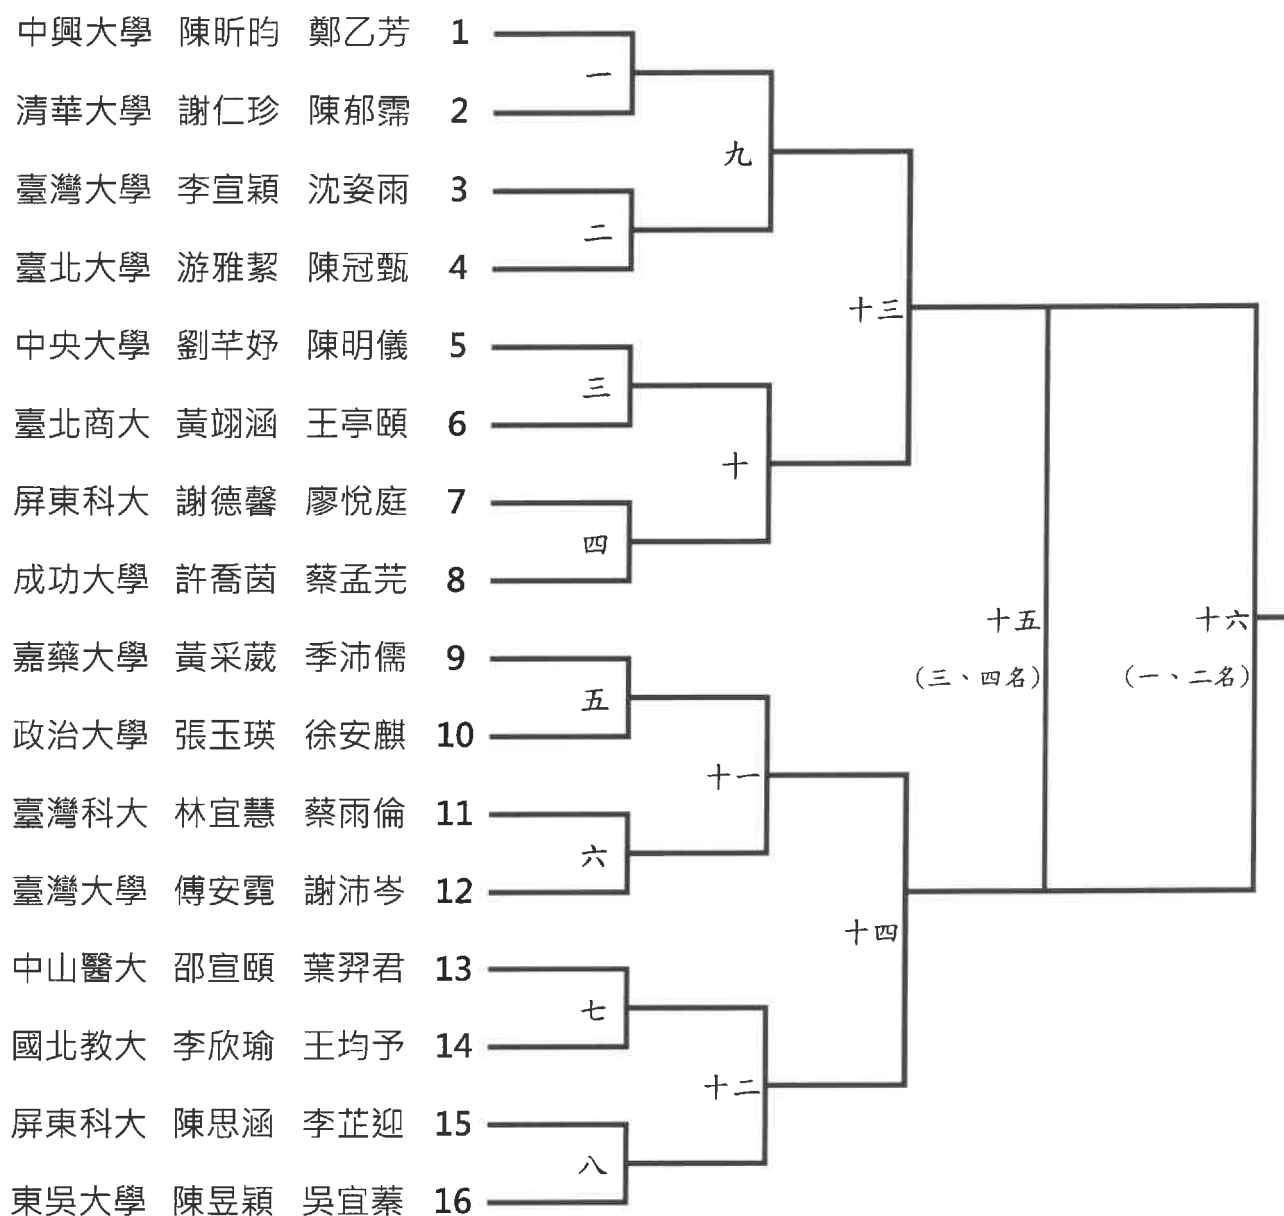 中興大學 陳昕昀 鄭乙芳 1
一
清華大學 謝仁珍 陳郁霈 2
九
臺灣大學 李宣穎 沈姿雨 3
二
臺北大學 游雅絜 陳冠甄 4
十三
中央大學 劉芊妤 陳明儀 5
三
臺北商大 黃翊涵 王亭頤 6
十
屏東科大 謝德馨 廖悅庭 7
四
成功大學 許喬茵 蔡孟芫 8
十五
十六
嘉藥大學 黃采葳 季沛儒 9
(三、四名)
(一、二名)
五
政治大學 張玉瑛 徐安麒 10
十一
臺灣科大 林宜慧 蔡雨倫 11
六
臺灣大學 傅安霓 謝沛岑 12
十四
中山醫大 邵宣頤 葉羿君 13
七
國北教大 李欣瑜 王均予 14
十二
屏東科大 陳思涵 李芷迎 15
八
東吳大學 陳昱穎 吳宜蓁 16